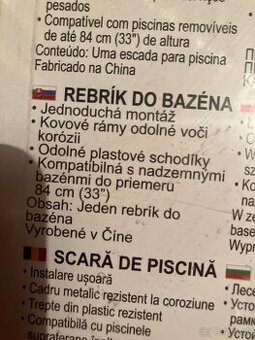 pesados
• Compatível com piscinas removíveis
de até 84 cm (33") de altura
Conteúdo: Uma escada para piscina
Fabricado na China
REBRÍK DO BAZÉNA
• Jednoduchá montáž
• Kovové rámy odolné voči
korózii
• Odolné plastové schodíky
• Kompatibilná s nadzemnými
bazénmi do priemeru
84 cm (33")
Obsah: Jeden rebrík do
bazéna
Vyrobené v Číne
SCARĂ DE PISCINĂ
• Instalare ușoară
• Cadru metalic rezistent la coroziune
• Trepte din plastic rezistent
• Compatibilă cu piscinele
supraterane